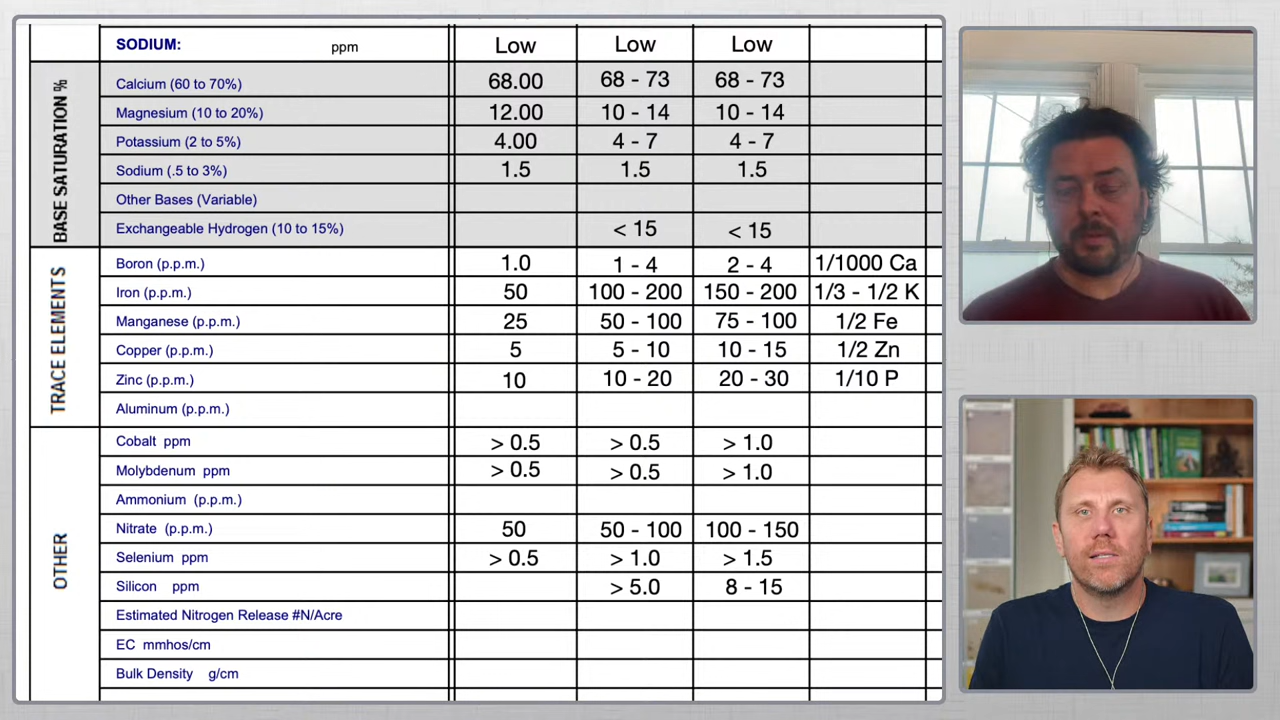 SODIUM: ppm Low Low Low
BASE SATURATION %
Calcium (60 to 70%) 68.00 68 - 73 68 - 73
Magnesium (10 to 20%) 12.00 10 - 14 10 - 14
Potassium (2 to 5%) 4.00 4 - 7 4 - 7
Sodium (.5 to 3%) 1.5 1.5 1.5
Other Bases (Variable)
Exchangeable Hydrogen (10 to 15%) < 15 < 15
TRACE ELEMENTS
Boron (p.p.m.) 1.0 1 - 4 2 - 4 1/1000 Ca
Iron (p.p.m.) 50 100 - 200 150 - 200 1/3 - 1/2 K
Manganese (p.p.m.) 25 50 - 100 75 - 100 1/2 Fe
Copper (p.p.m.) 5 5 - 10 10 - 15 1/2 Zn
Zinc (p.p.m.) 10 10 - 20 20 - 30 1/10 P
Aluminum (p.p.m.)
OTHER
Cobalt ppm > 0.5 > 0.5 > 1.0
Molybdenum ppm > 0.5 > 0.5 > 1.0
Ammonium (p.p.m.)
Nitrate (p.p.m.) 50 50 - 100 100 - 150
Selenium ppm > 0.5 > 1.0 > 1.5
Silicon ppm > 5.0 8 - 15
Estimated Nitrogen Release #N/Acre
EC mmhos/cm
Bulk Density g/cm